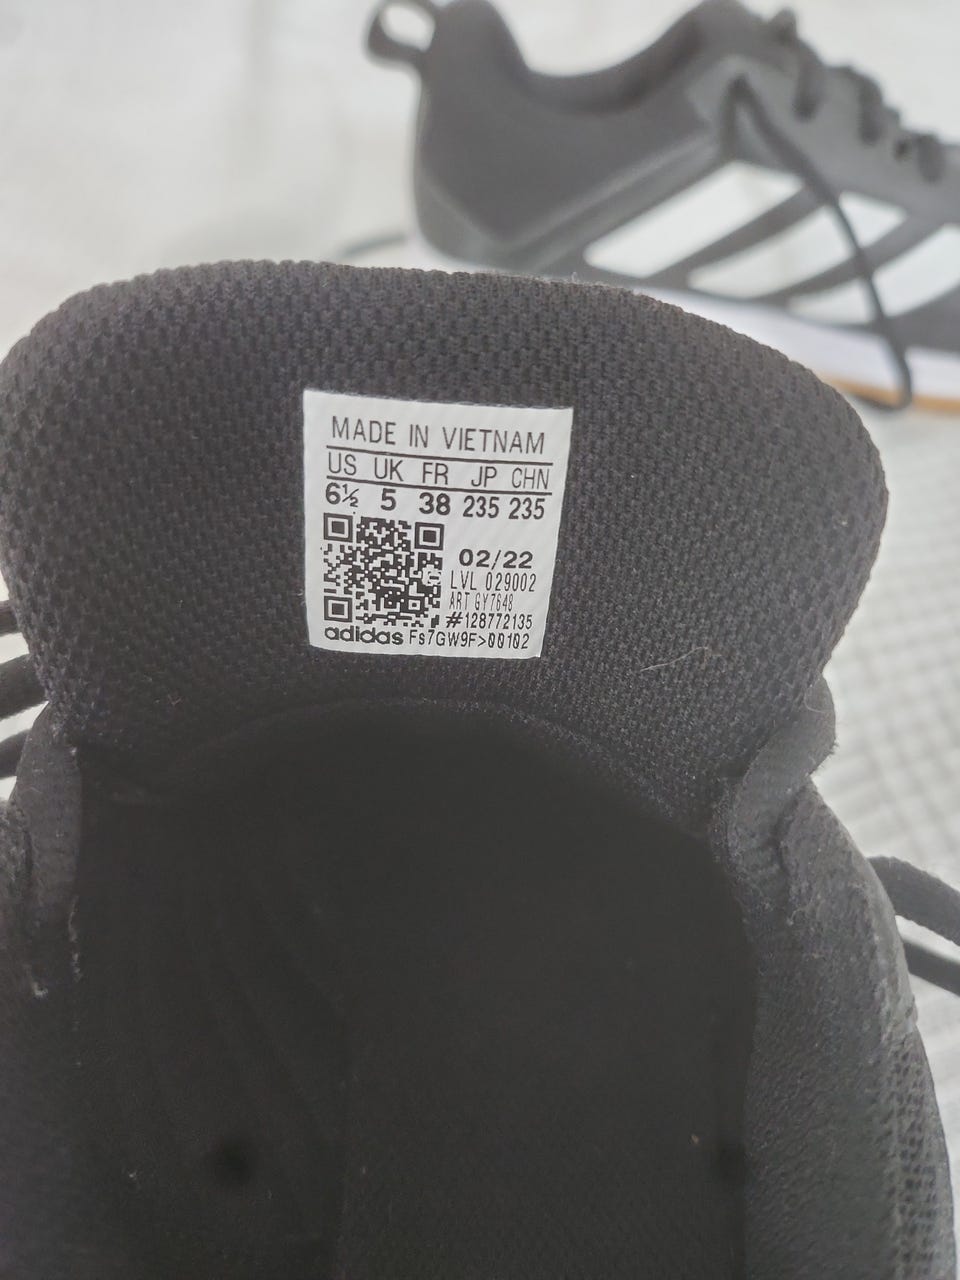 MADE IN VIETNAM
US UK FR JP CHN
6½ 5 38 235 235
02/22
LVL 029002
ART GY7648
#128772135
adidas Fs7GW9F>00102